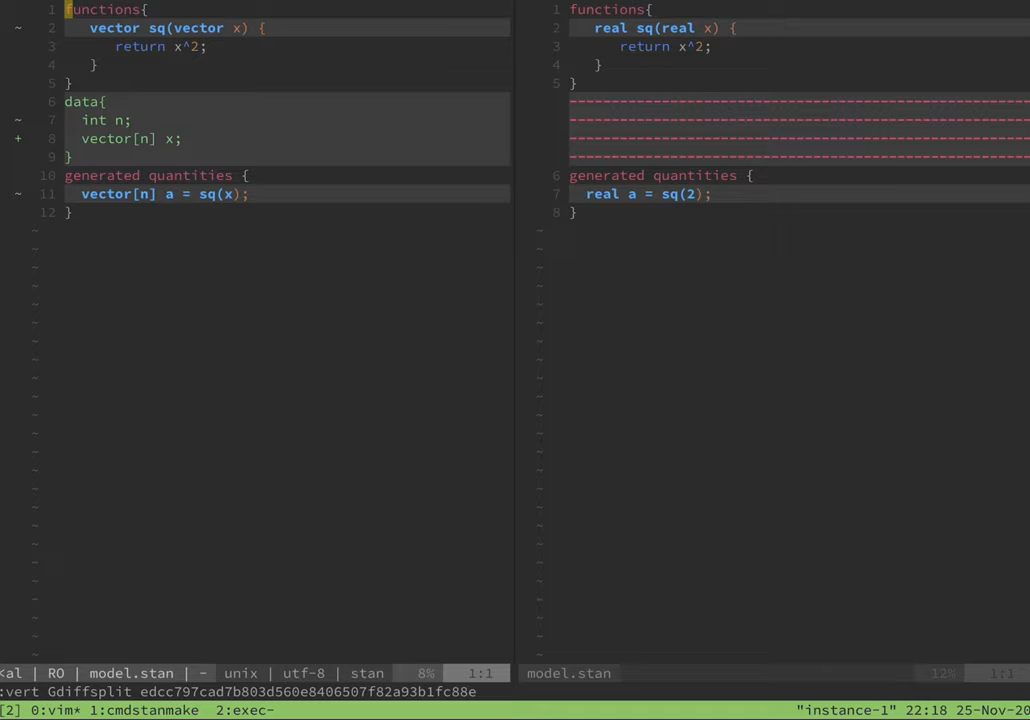 1 functions{
~ 2 vector sq(vector x) {
3 return x^2;
4 }
5 }
6 data{
~ 7 int n;
+ 8 vector[n] x;
9 }
10 generated quantities {
~ 11 vector[n] a = sq(x);
12 }
1 functions{
2 real sq(real x) {
3 return x^2;
4 }
5 }
6 generated quantities {
7 real a = sq(2);
8 }
<al | RO | model.stan | - unix | utf-8 | stan 8% 1:1
model.stan 12% 1:1
:vert Gdiffsplit edcc797cad7b803d560e8406507f82a93b1fc88e
[2] 0:vim* 1:cmdstanmake 2:exec- "instance-1" 22:18 25-Nov-20